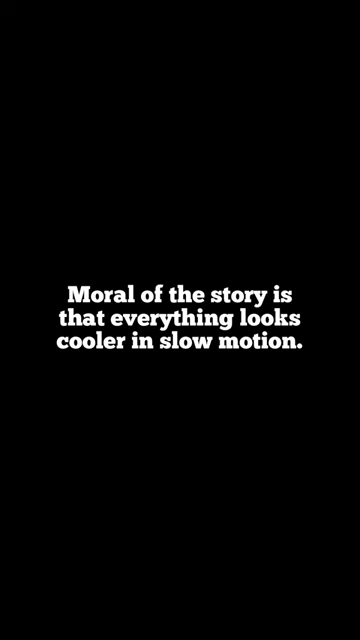 Moral of the story is
that everything looks
cooler in slow motion.